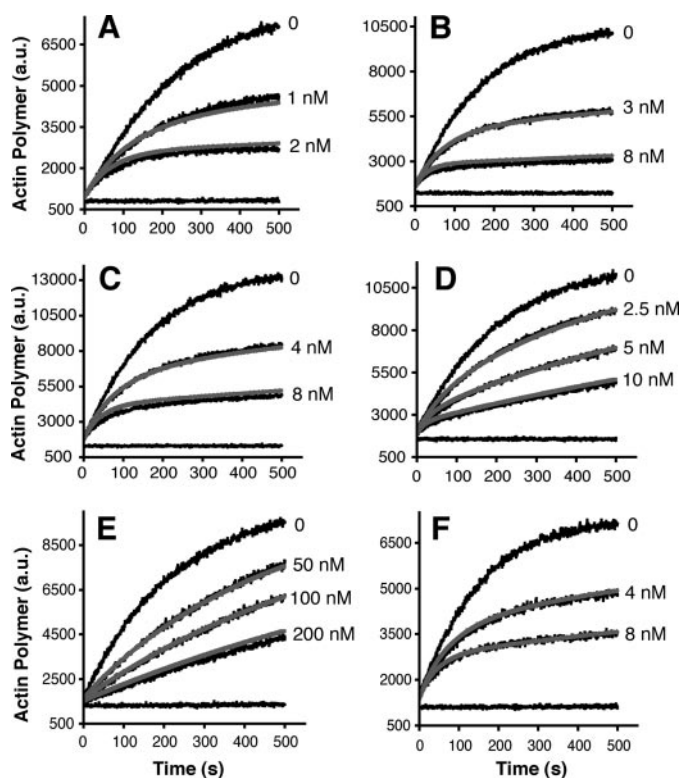 A
Actin Polymer (a.u.)
6500
5000
3500
2000
500
0
1 nM
2 nM
0 100 200 300 400 500
B
10500
8000
5500
3000
500
0
3 nM
8 nM
0 100 200 300 400 500
C
Actin Polymer (a.u.)
13000
10500
8000
5500
3000
500
0
4 nM
8 nM
0 100 200 300 400 500
D
10500
8000
5500
3000
500
0
2.5 nM
5 nM
10 nM
0 100 200 300 400 500
E
Actin Polymer (a.u.)
8500
6500
4500
2500
500
0
50 nM
100 nM
200 nM
0 100 200 300 400 500
Time (s)
F
6500
5000
3500
2000
500
0
4 nM
8 nM
0 100 200 300 400 500
Time (s)